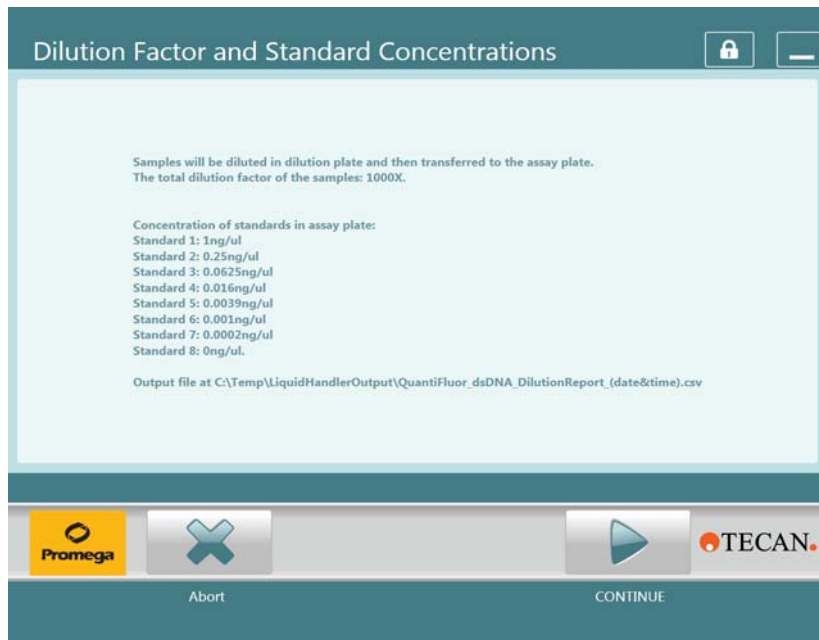 Dilution Factor and Standard Concentrations
Samples will be diluted in dilution plate and then transferred to the assay plate.
The total dilution factor of the samples: 1000X.
Concentration of standards in assay plate:
Standard 1: 1ng/ul
Standard 2: 0.25ng/ul
Standard 3: 0.0625ng/ul
Standard 4: 0.016ng/ul
Standard 5: 0.0039ng/ul
Standard 6: 0.001ng/ul
Standard 7: 0.0002ng/ul
Standard 8: 0ng/ul.
Output file at C:\Temp\LiquidHandlerOutput\QuantiFluor_dsDNA_DilutionReport_(date&time).csv
Promega
TECAN.
Abort
CONTINUE